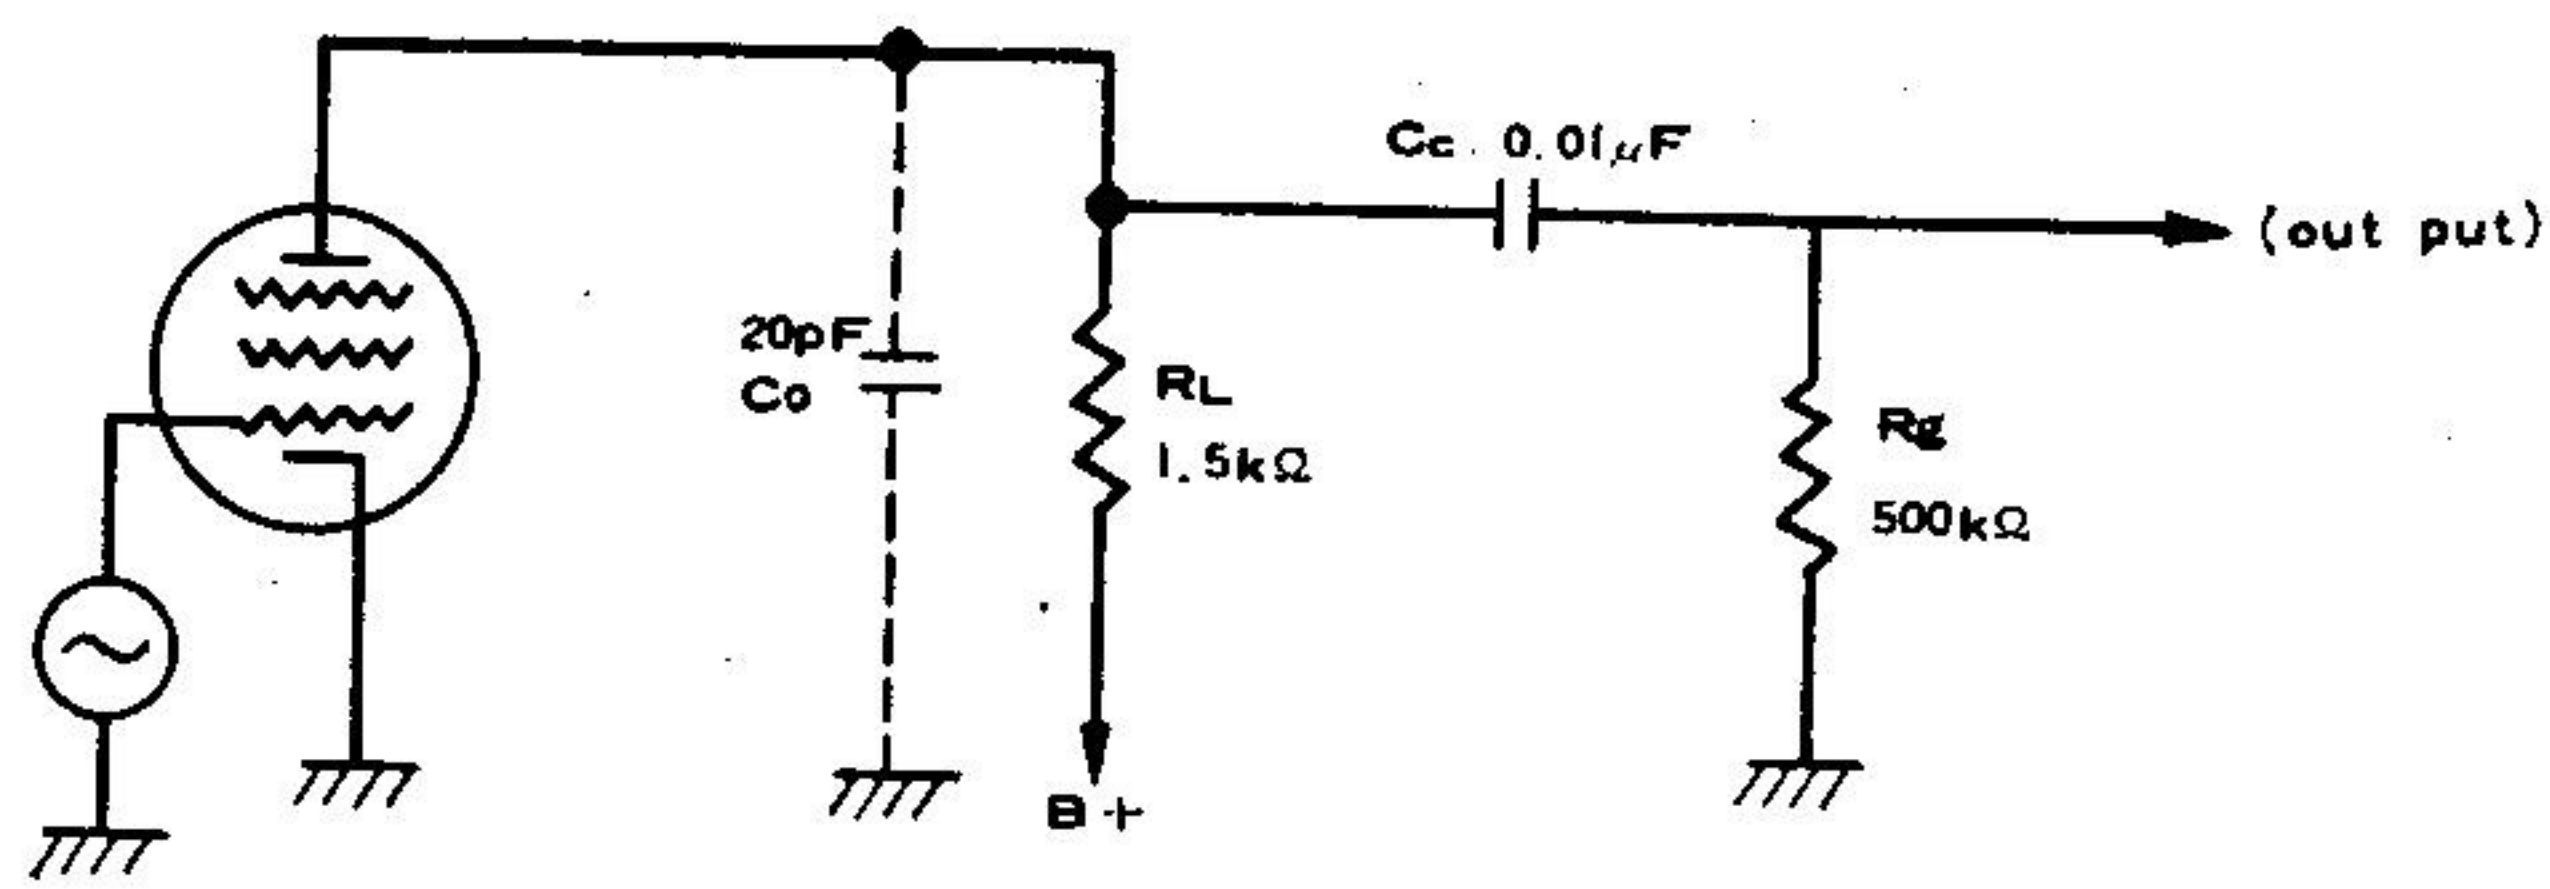 Cc. 0.01μF
(out put)
20pF
Co
RL
1.5kΩ
Rg
500kΩ
B+